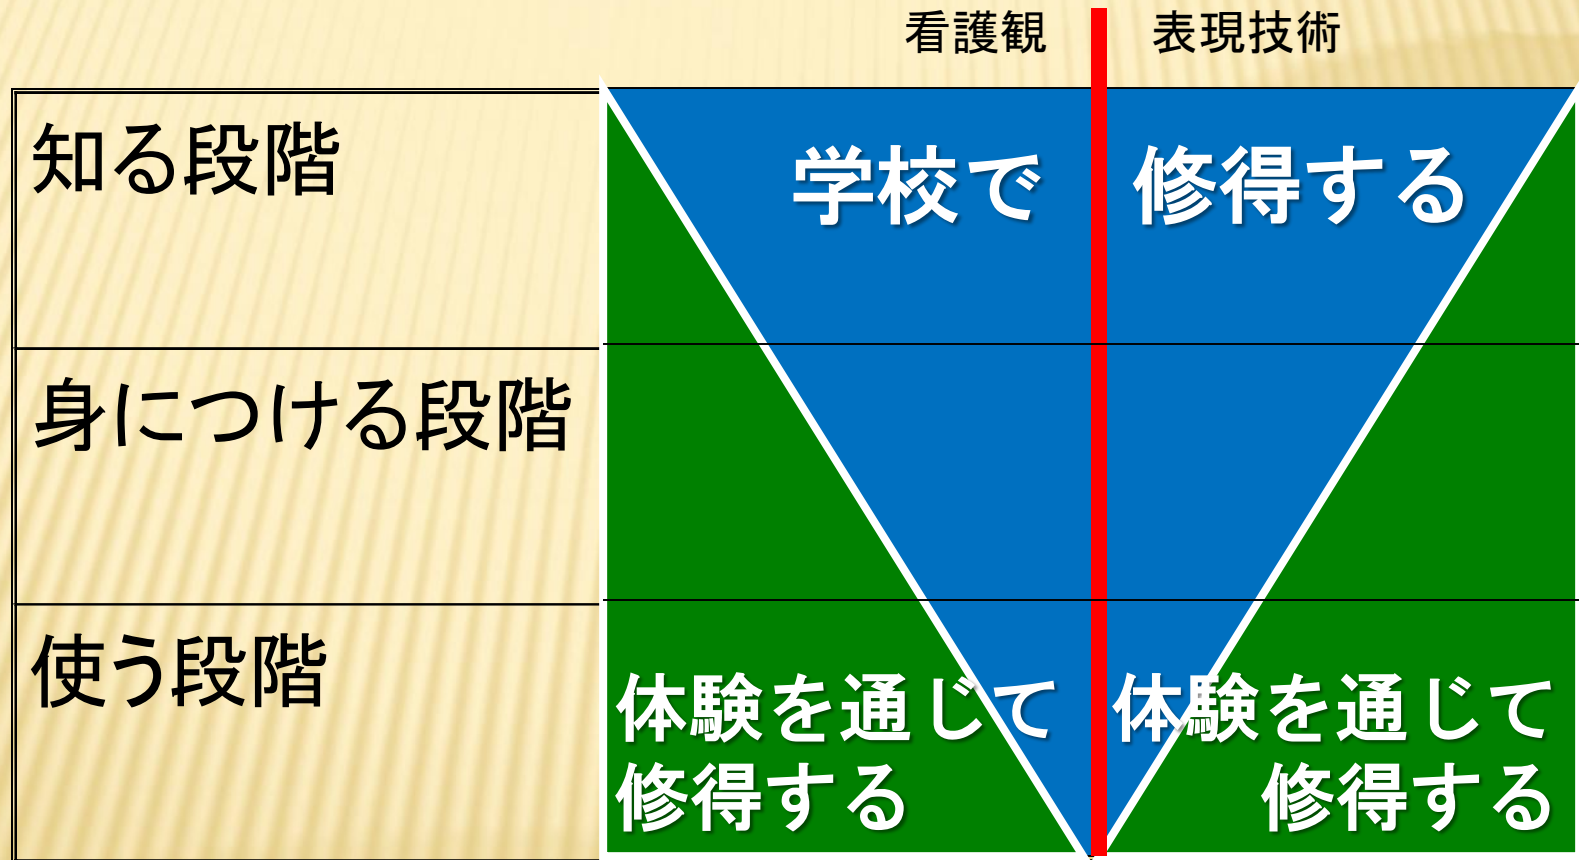 看護観 表現技術
知る段階
学校で 修得する
身につける段階
使う段階
体験を通じて
修得する
体験を通じて
修得する